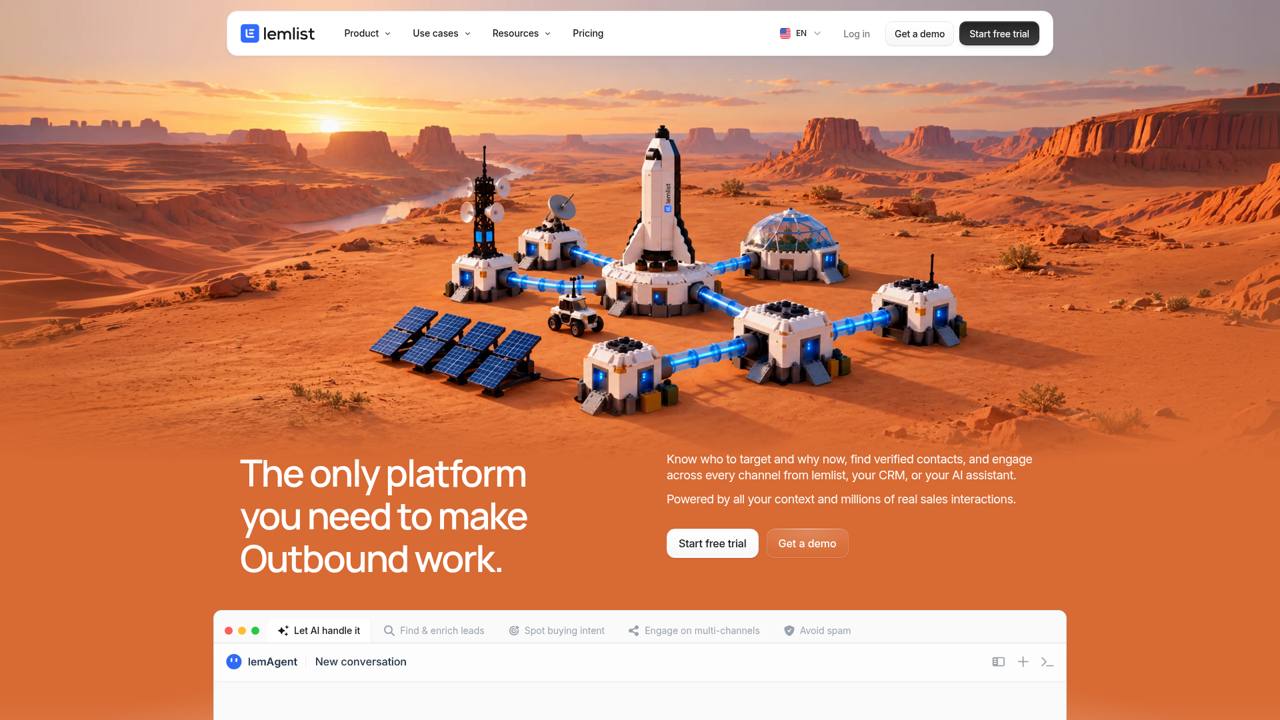 lemlist
Product
Use cases
Resources
Pricing
EN
Log in
Get a demo
Start free trial
lemlist
The only platform
you need to make
Outbound work.
Know who to target and why now, find verified contacts, and engage
across every channel from lemlist, your CRM, or your AI assistant.
Powered by all your context and millions of real sales interactions.
Start free trial
Get a demo
Let AI handle it
Find & enrich leads
Spot buying intent
Engage on multi-channels
Avoid spam
lemAgent
New conversation